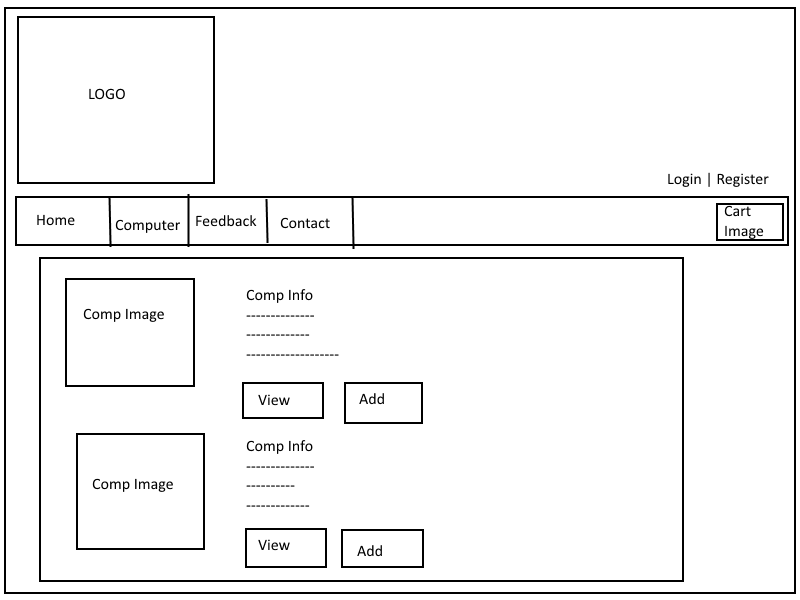 LOGO
Login | Register
Home
Computer
Feedback
Contact
Cart
Image
Comp Image
Comp Info
--------------
-------------
-------------------
View
Add
Comp Image
Comp Info
--------------
----------
-------------
View
Add